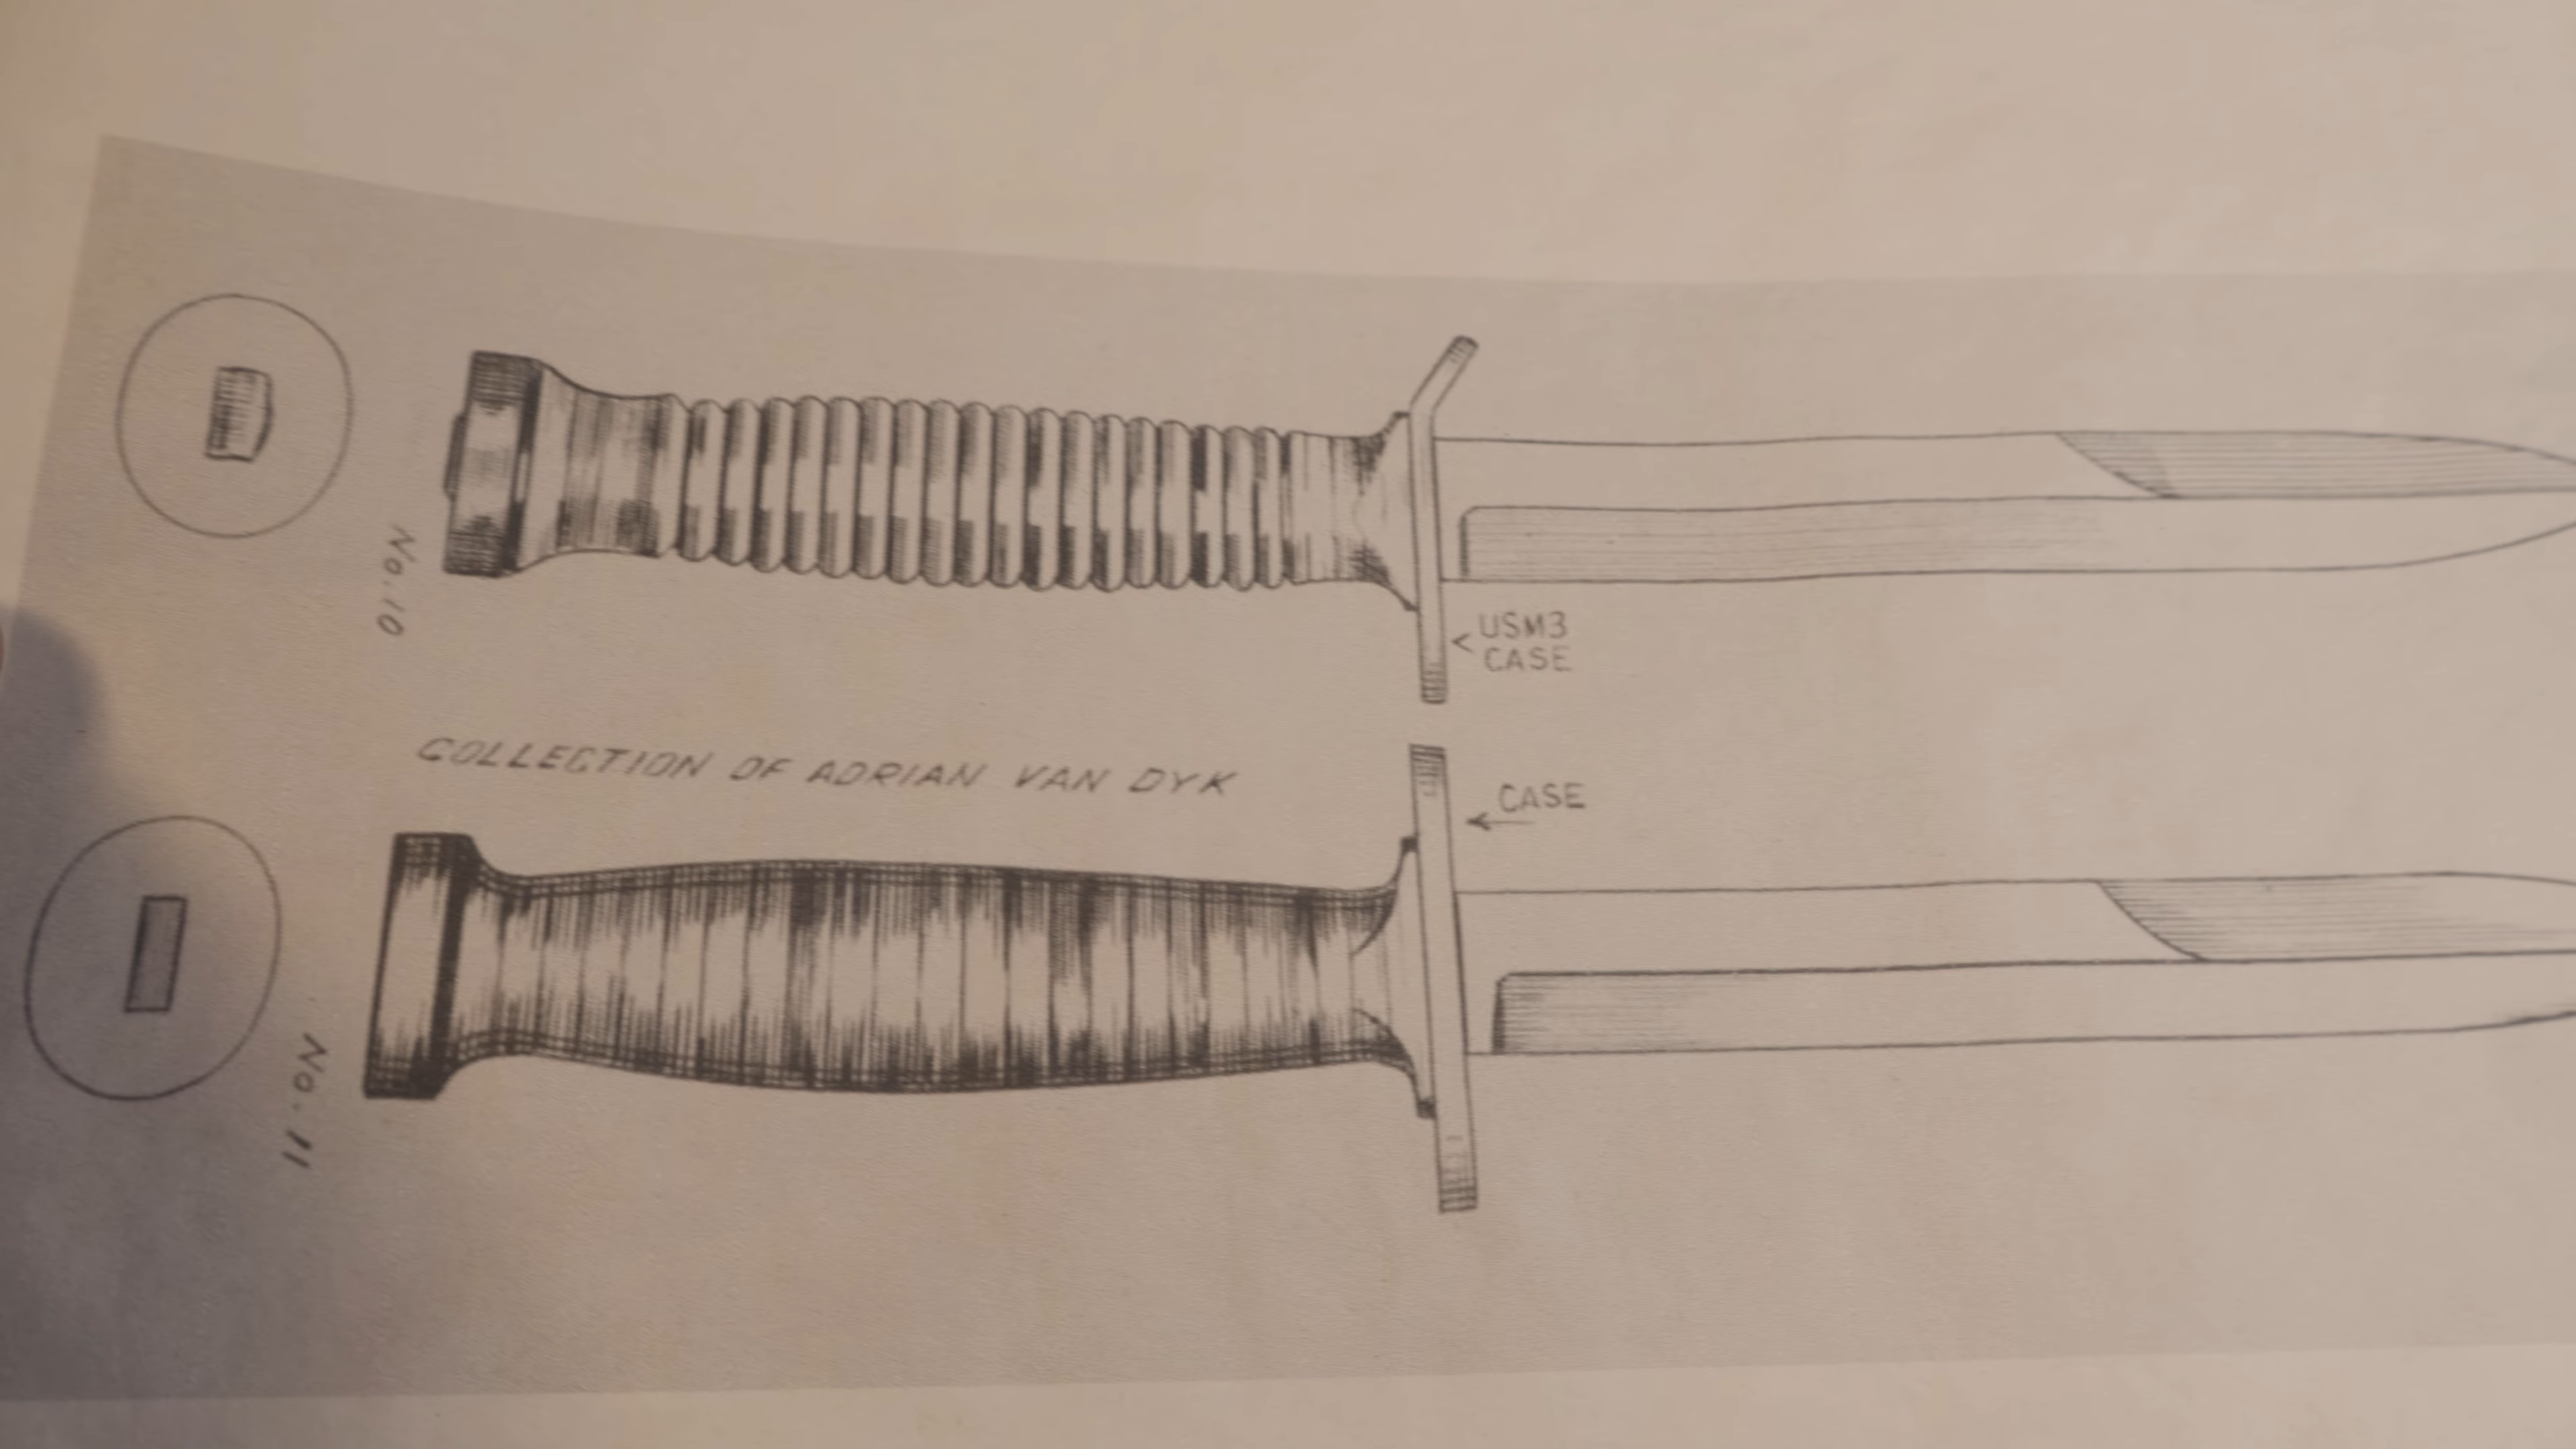 No. 10
USM3
CASE
COLLECTION OF ADRIAN VAN DYK
CASE
No. 11